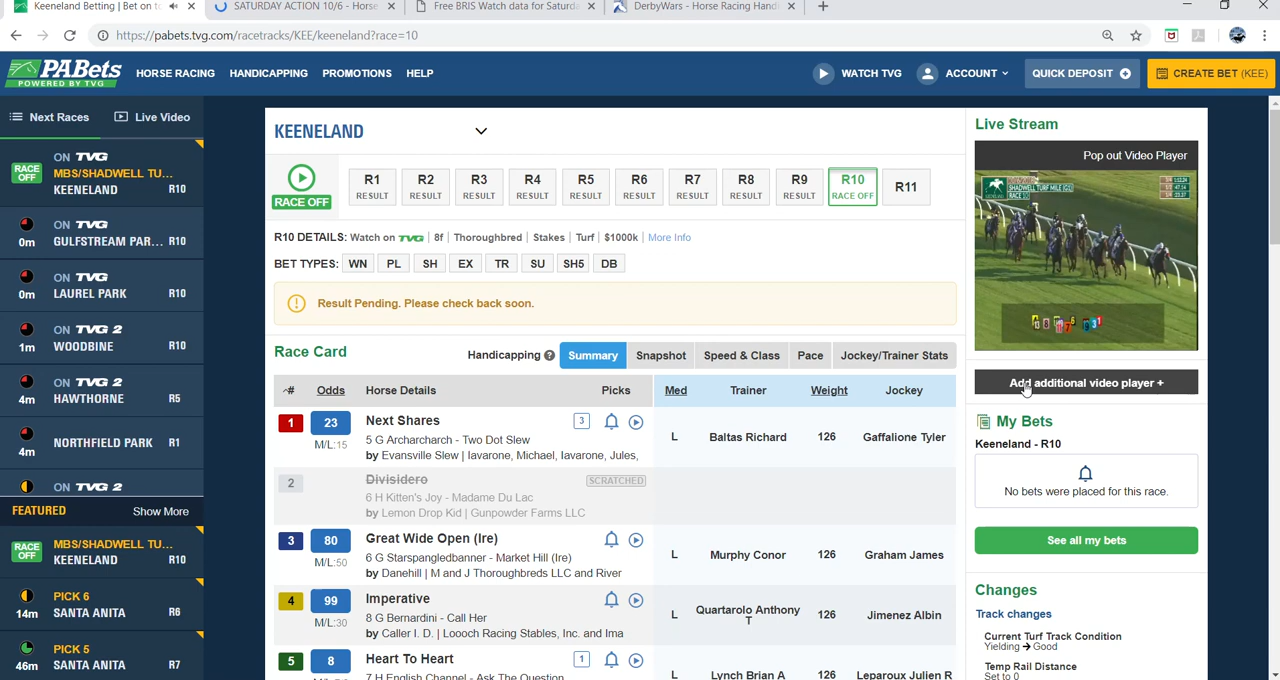 Keeneland Betting | Bet on to
SATURDAY ACTION 10/6 - Horse
Free BRIS Watch data for Saturda
DerbyWars - Horse Racing Handi
https://pabets.tvg.com/racetracks/KEE/keeneland?race=10
PABets
POWERED BY TVG
HORSE RACING
HANDICAPPING
PROMOTIONS
HELP
WATCH TVG
ACCOUNT
QUICK DEPOSIT
CREATE BET (KEE)
Next Races
Live Video
RACE OFF
ON TVG
MBS/SHADWELL TU...
KEENELAND R10
0m
ON TVG
GULFSTREAM PAR... R10
0m
ON TVG
LAUREL PARK R10
1m
ON TVG 2
WOODBINE R10
4m
ON TVG 2
HAWTHORNE R5
4m
NORTHFIELD PARK R1
ON TVG 2
FEATURED Show More
RACE OFF
MBS/SHADWELL TU...
KEENELAND R10
14m
PICK 6
SANTA ANITA R6
46m
PICK 5
SANTA ANITA R7
KEENELAND
RACE OFF
R1 RESULT
R2 RESULT
R3 RESULT
R4 RESULT
R5 RESULT
R6 RESULT
R7 RESULT
R8 RESULT
R9 RESULT
R10 RACE OFF
R11
R10 DETAILS: Watch on TVG | 8f | Thoroughbred | Stakes | Turf | $1000k | More Info
BET TYPES: WN PL SH EX TR SU SH5 DB
Result Pending. Please check back soon.
Race Card
Handicapping ? Summary Snapshot Speed & Class Pace Jockey/Trainer Stats
# Odds Horse Details Picks Med Trainer Weight Jockey
1 23 Next Shares 3
M/L:15 5 G Archarcharch - Two Dot Slew L Baltas Richard 126 Gaffalione Tyler
by Evansville Slew | Iavarone, Michael, Iavarone, Jules,
2 Divisidero SCRATCHED
6 H Kitten's Joy - Madame Du Lac
by Lemon Drop Kid | Gunpowder Farms LLC
3 80 Great Wide Open (Ire)
M/L:50 6 G Starspangledbanner - Market Hill (Ire) L Murphy Conor 126 Graham James
by Danehill | M and J Thoroughbreds LLC and River
4 99 Imperative
M/L:30 8 G Bernardini - Call Her L Quartarolo Anthony T 126 Jimenez Albin
by Caller I. D. | Loooch Racing Stables, Inc. and Ima
5 8 Heart To Heart 1
7 H English Channel - Ask The Question L Lynch Brian A 126 Leparoux Julien R
Live Stream
Pop out Video Player
SHADWELL TURF MILE (G1)
RACE 10
Add additional video player +
My Bets
Keeneland - R10
No bets were placed for this race.
See all my bets
Changes
Track changes
Current Turf Track Condition
Yielding → Good
Temp Rail Distance
Set to 0